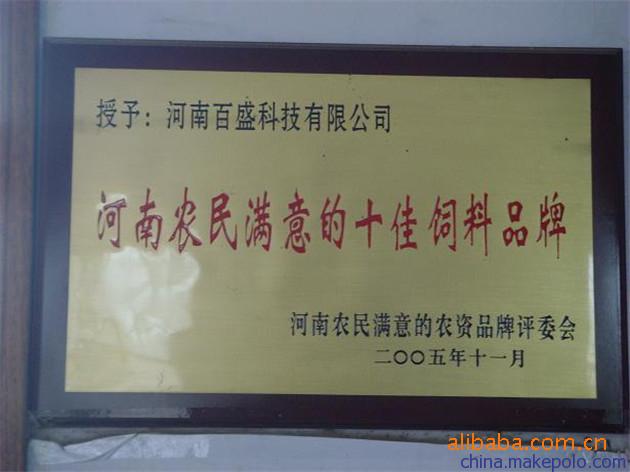 授予：河南百盛科技有限公司
河南农民满意的十佳饲料品牌
河南农民满意的农资品牌评委会
二〇〇五年十一月
alibaba.com.cn
china.makepolo.com